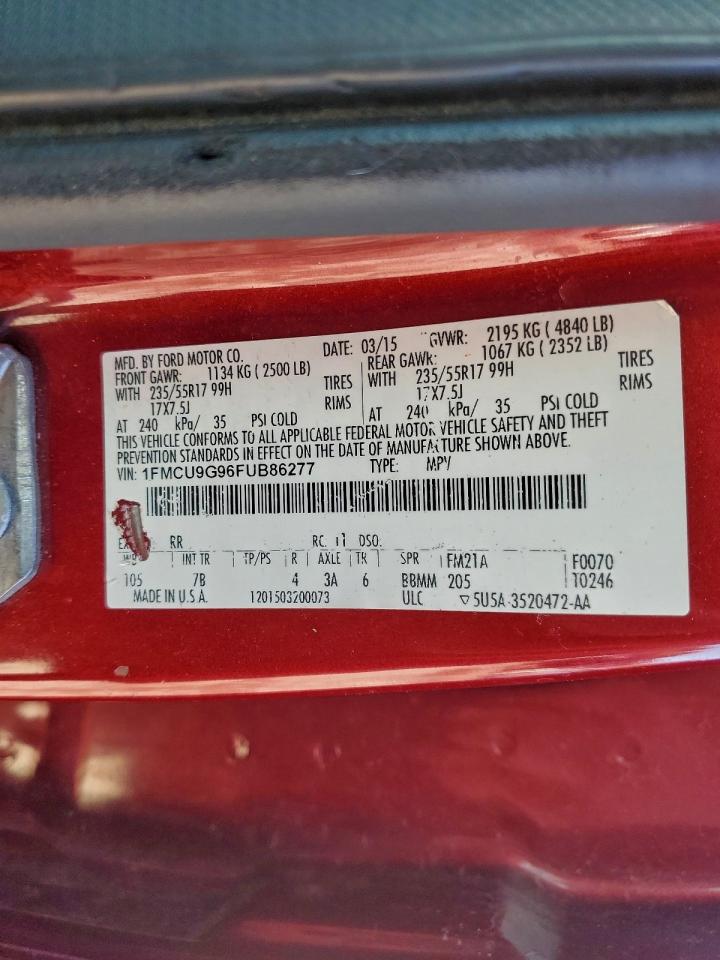 MFD. BY FORD MOTOR CO. DATE: 03/15 GVWR: 2195 KG ( 4840 LB)
FRONT GAWR: 1134 KG ( 2500 LB) REAR GAWR: 1067 KG ( 2352 LB)
WITH 235/55R17 99H TIRES WITH 235/55R17 99H TIRES
17X7.5J RIMS 17X7.5J RIMS
AT 240 kPa/ 35 PSI COLD AT 240 kPa/ 35 PSI COLD
THIS VEHICLE CONFORMS TO ALL APPLICABLE FEDERAL MOTOR VEHICLE SAFETY AND THEFT
PREVENTION STANDARDS IN EFFECT ON THE DATE OF MANUFACTURE SHOWN ABOVE.
VIN: 1FMCU9G96FUB86277 TYPE: MPV
RR RC: 11 DSO:
WB INT TR TP/PS R AXLE TR SPR FM21A F0070
105 7B 4 3A 6 BBMM 205 10246
MADE IN U.S.A. 1201503200073 ULC ▽5U5A-3520472-AA